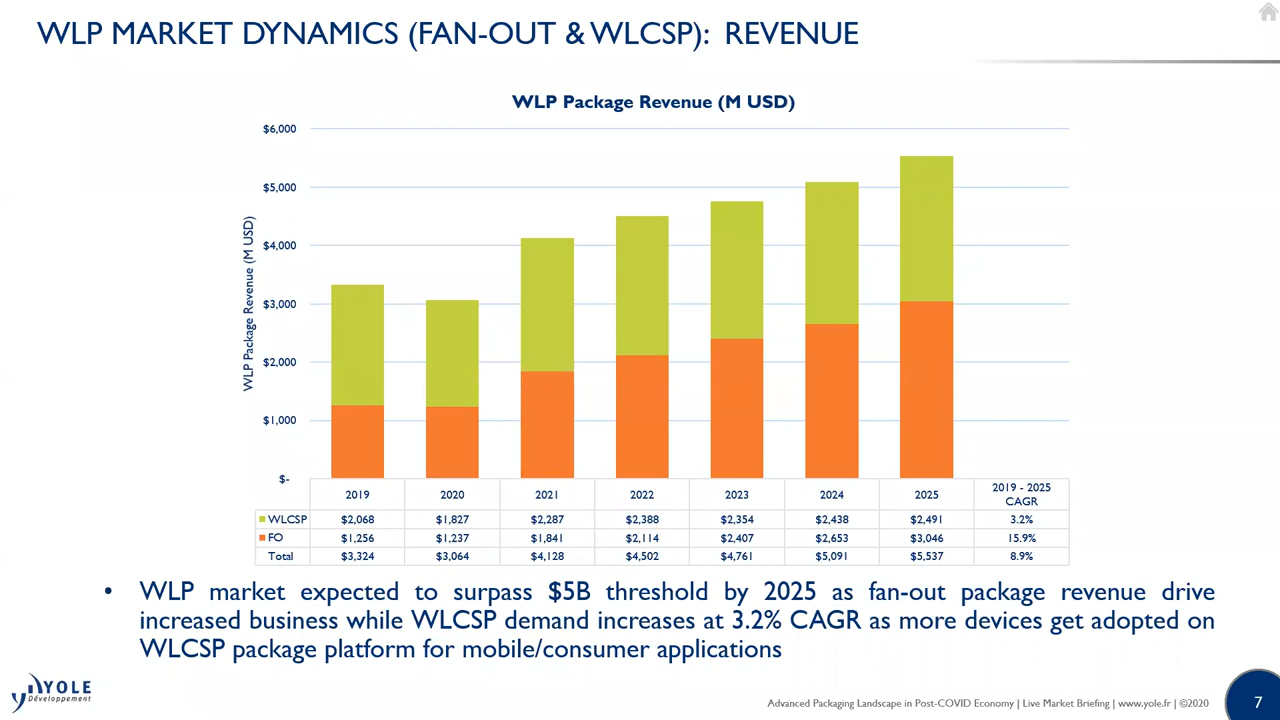 WLP MARKET DYNAMICS (FAN-OUT & WLCSP): REVENUE
WLP Package Revenue (M USD)
WLP Package Revenue (M USD)
$6,000
$5,000
$4,000
$3,000
$2,000
$1,000
$-
2019 2020 2021 2022 2023 2024 2025 2019 - 2025
CAGR
WLCSP $2,068 $1,827 $2,287 $2,388 $2,354 $2,438 $2,491 3.2%
FO $1,256 $1,237 $1,841 $2,114 $2,407 $2,653 $3,046 15.9%
Total $3,324 $3,064 $4,128 $4,502 $4,761 $5,091 $5,537 8.9%
• WLP market expected to surpass $5B threshold by 2025 as fan-out package revenue drive
increased business while WLCSP demand increases at 3.2% CAGR as more devices get adopted on
WLCSP package platform for mobile/consumer applications
YOLE
Développement
Advanced Packaging Landscape in Post-COVID Economy | Live Market Briefing | www.yole.fr | ©2020
7